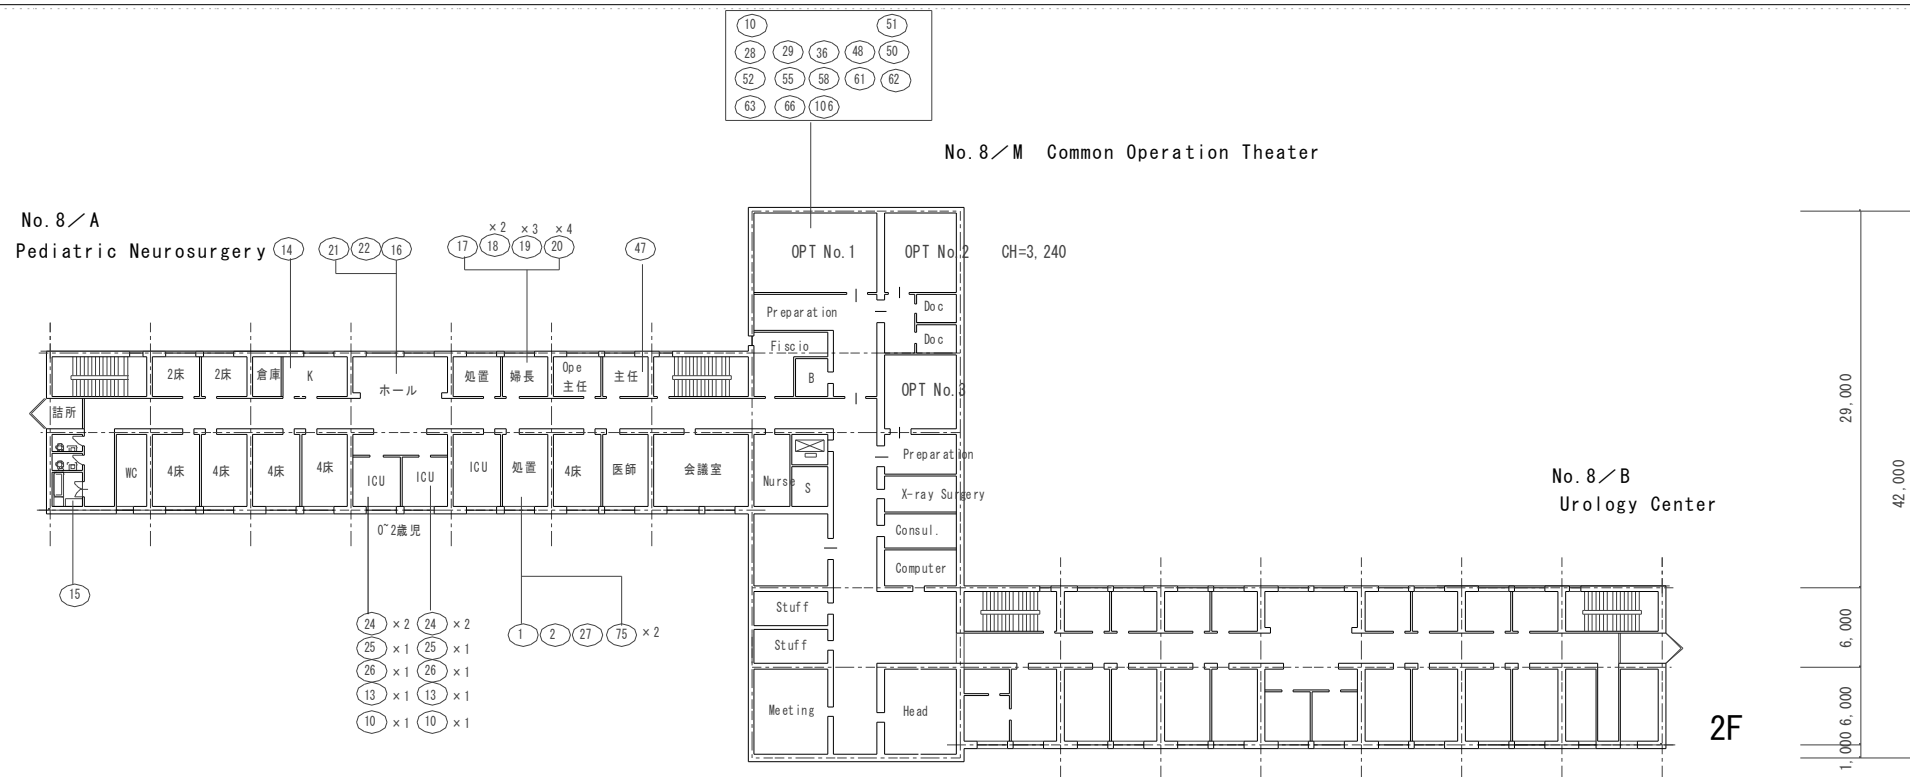 10 51
28 29 36 48 50
52 55 58 61 62
63 66 106
No.8／M Common Operation Theater
No.8／A
Pediatric Neurosurgery
14
21 22 16
×2 ×3 ×4
17 18 19 20
47
OPT No.1
OPT No.2
CH=3,240
Preparation
Doc
Doc
Fiscio
B
OPT No.3
2床 2床 倉庫 K ホール 処置 婦長 Ope 主任 主任
詰所
WC 4床 4床 4床 4床 ICU ICU ICU 処置 4床 医師 会議室
Nurse
S
Preparation
X-ray Surgery
Consul.
Computer
0~2歳児
No.8／B
Urology Center
15
24 ×2 24 ×2
25 ×1 25 ×1
26 ×1 26 ×1
13 ×1 13 ×1
10 ×1 10 ×1
1 2 27 75 ×2
Stuff
Stuff
Meeting
Head
2F
29,000
42,000
6,000
6,000
1,000